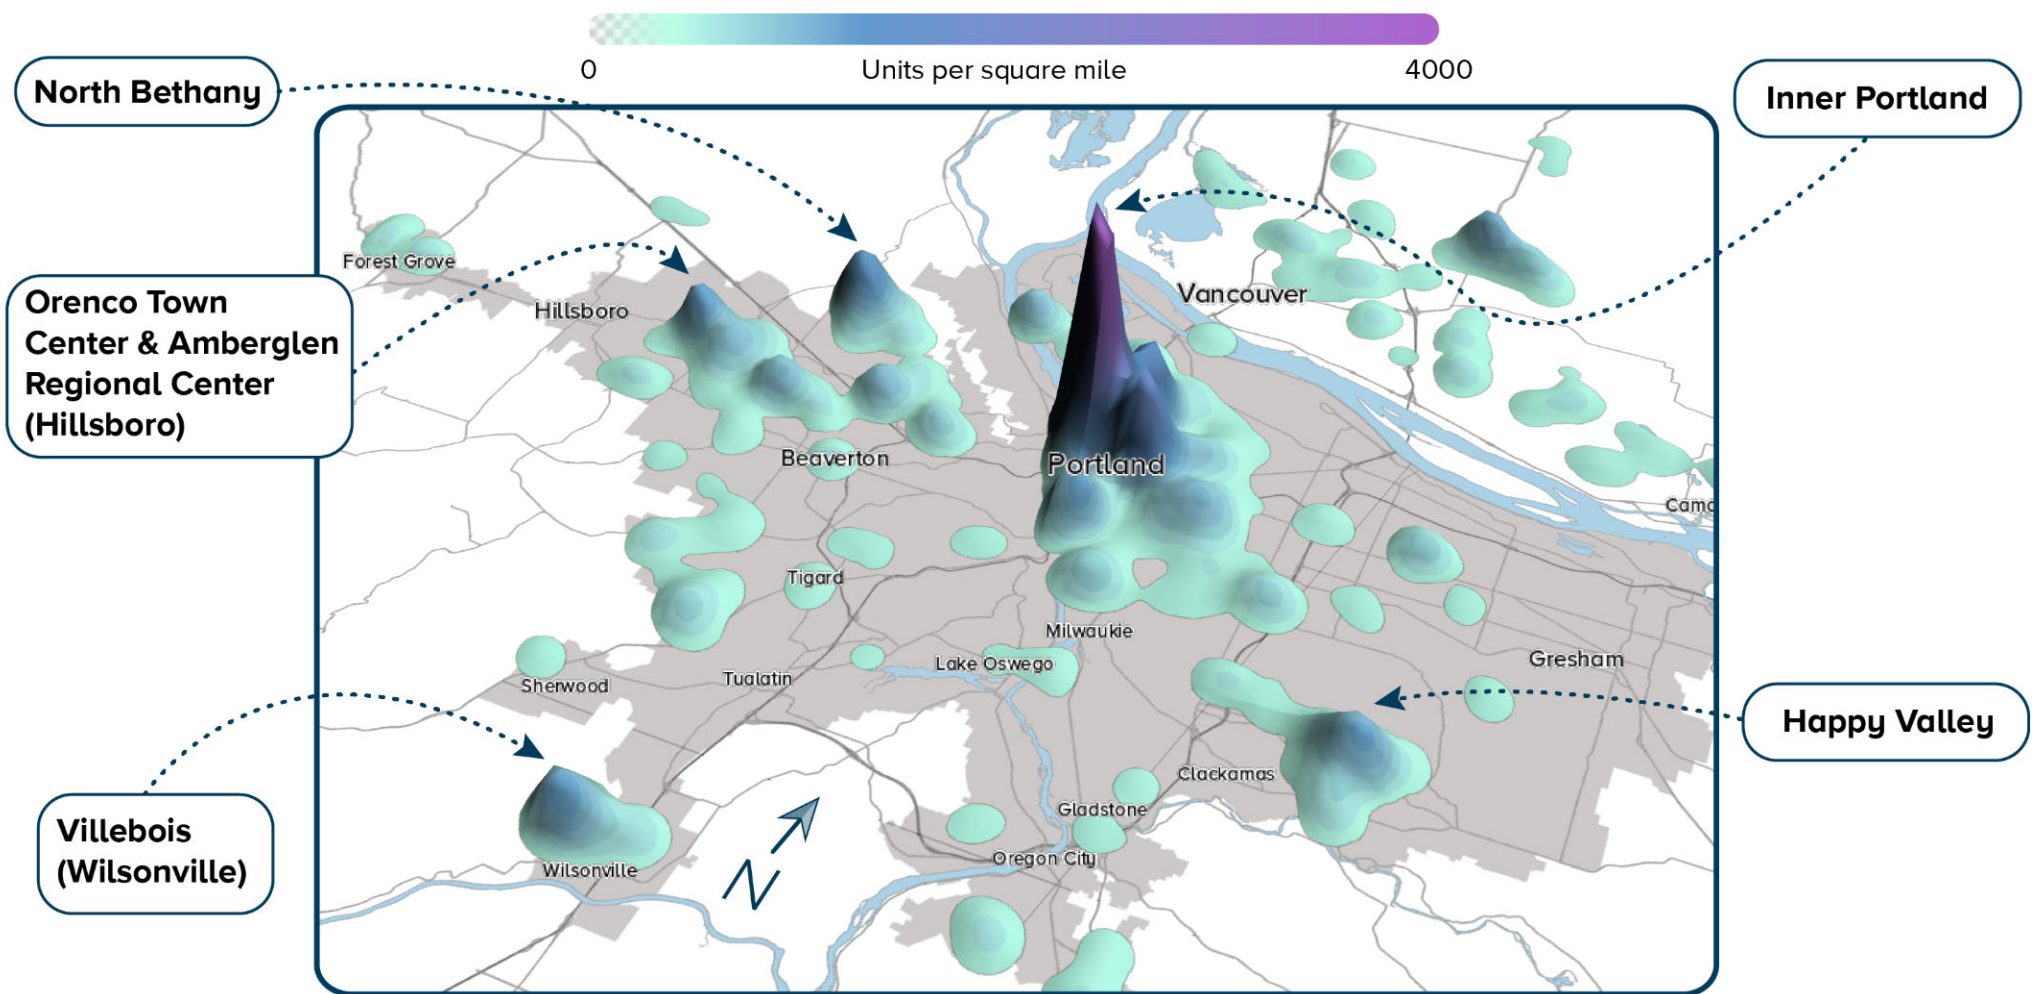 0
Units per square mile
4000
North Bethany
Inner Portland
Forest Grove
Orenco Town
Center & Amberglen
Regional Center
(Hillsboro)
Hillsboro
Vancouver
Beaverton
Portland
Camo
Tigard
Milwaukie
Lake Oswego
Gresham
Sherwood
Tualatin
Happy Valley
Clackamas
Gladstone
Villebois
(Wilsonville)
Oregon City
Wilsonville
N